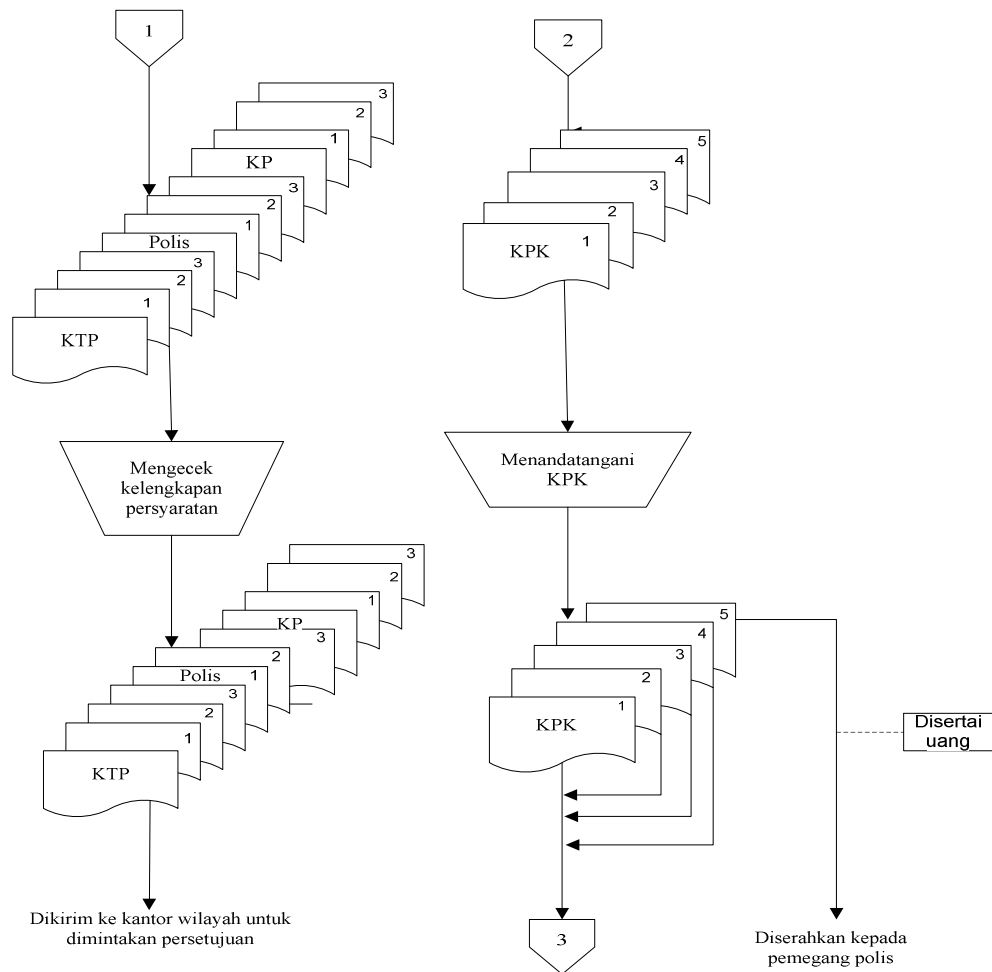 1
3
2
1
KP
3
2
1
Polis
3
2
1
KTP
Mengecek
kelengkapan
persyaratan
3
2
1
KP
3
2
Polis 1
3
2
1
KTP
Dikirim ke kantor wilayah untuk
dimintakan persetujuan
2
5
4
3
2
KPK 1
Menandatangani
KPK
5
4
3
2
1
KPK
3
Disertai
uang
Diserahkan kepada
pemegang polis